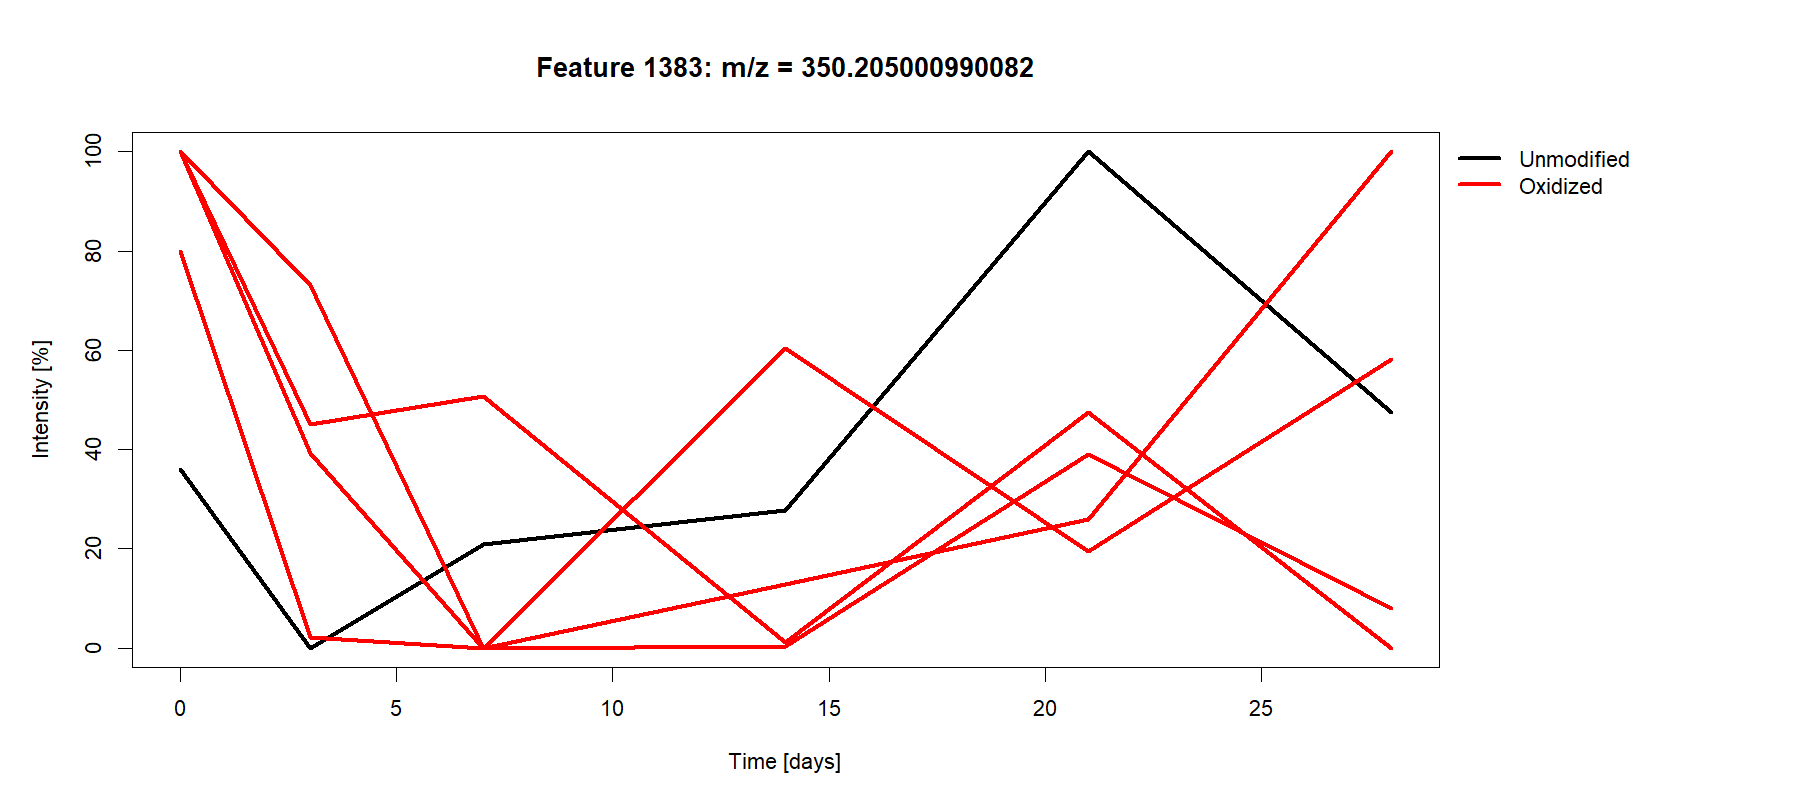 Feature 1383: m/z = 350.205000990082
Unmodified
Oxidized
Intensity [%]
100
80
60
40
20
0
0 5 10 15 20 25
Time [days]